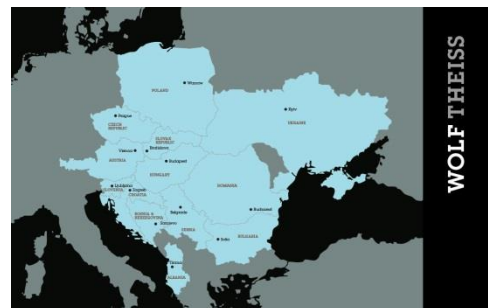 WOLF THEISS
POLAND
Warsaw
Prague
CZECH
REPUBLIC
Kyiv
UKRAINE
SLOVAK
REPUBLIC
Vienna
Bratislava
AUSTRIA
Budapest
HUNGARY
Ljubljana
SLOVENIA
Zagreb
CROATIA
ROMANIA
Belgrade
BOSNIA &
HERZEGOVINA
Sarajevo
SERBIA
Bucharest
Sofia
BULGARIA
Tirana
ALBANIA